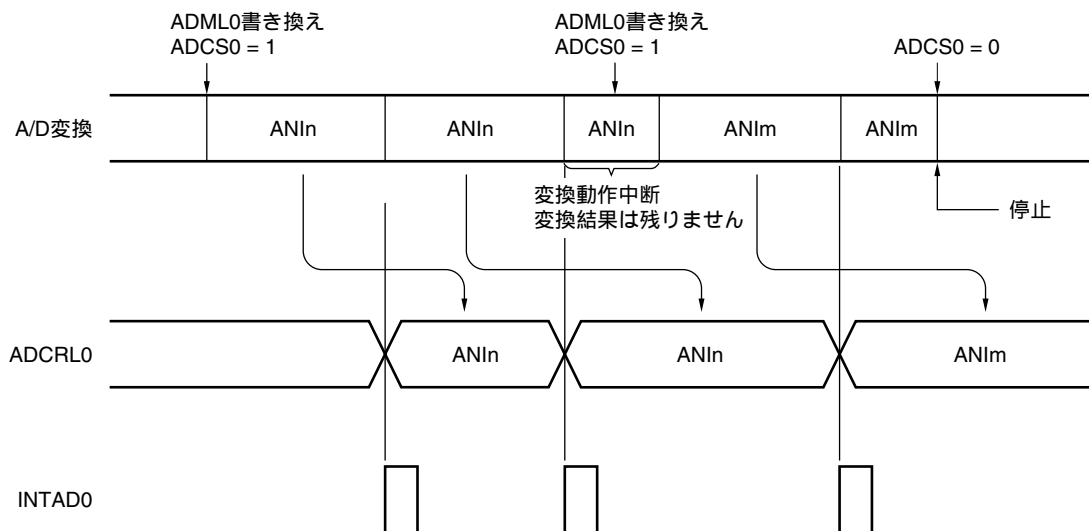 ADML0書き換え
ADCS0 = 1
ADML0書き換え
ADCS0 = 1
ADCS0 = 0
A/D変換
ANIn
ANIn
ANIn
ANIm
ANIm
変換動作中断
変換結果は残りません
停止
ADCRL0
ANIn
ANIn
ANIm
INTAD0